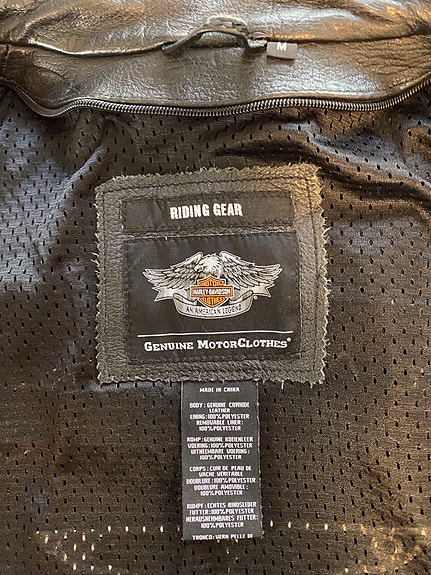 M
RIDING GEAR
MOTOR
HARLEY-DAVIDSON
CLOTHES
AN AMERICAN LEGEND
GENUINE MOTORCLOTHES®
MADE IN CHINA
BODY: GENUINE COWHIDE
LEATHER
LINING: 100% POLYESTER
REMOVABLE LINER:
100% POLYESTER
ROMP: GENUINE KOEIENLEER
VOERING: 100% POLYESTER
WITNEEMBARE VOERING:
100% POLYESTER
CORPS: CUIR DE PEAU DE
VACHE VÉRITABLE
DOUBLURE: 100% POLYESTER
DOUBLURE AMOVIBLE:
100% POLYESTER
RUMPF: ECHTES RINDSLEDER
FUTTER: 100% POLYESTER
HERAUSNEHMBARLS FUTTER:
100% POLYESTER
TRONCO: VERA PELLE DI